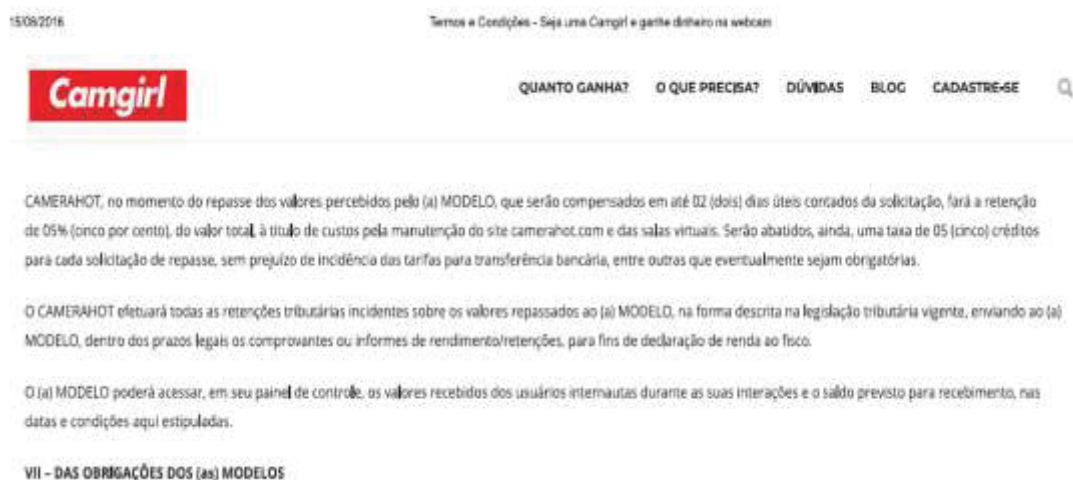 15/08/2016 Termos e Condições - Seja uma Camgirl e ganhe dinheiro na webcam
Camgirl QUANTO GANHA? O QUE PRECISA? DÚVIDAS BLOG CADASTRE-SE
CAMERAHOT, no momento do repasse dos valores percebidos pelo (a) MODELO, que serão compensados em até 02 (dois) dias úteis contados da solicitação, fará a retenção
de 05% (cinco por cento), do valor total, à título de custos pela manutenção do site camerahot.com e das salas virtuais. Serão abatidos, ainda, uma taxa de 05 (cinco) créditos
para cada solicitação de repasse, sem prejuízo de incidência das tarifas para transferência bancária, entre outras que eventualmente sejam obrigatórias.
O CAMERAHOT efetuará todas as retenções tributárias incidentes sobre os valores repassados ao (a) MODELO, na forma descrita na legislação tributária vigente, enviando ao (a)
MODELO, dentro dos prazos legais os comprovantes ou informes de rendimento/retenções, para fins de declaração de renda ao fisco.
O (a) MODELO poderá acessar, em seu painel de controle, os valores recebidos dos usuários internautas durante as suas interações e o saldo previsto para recebimento, nas
datas e condições aqui estipuladas.
VII – DAS OBRIGAÇÕES DOS (as) MODELOS